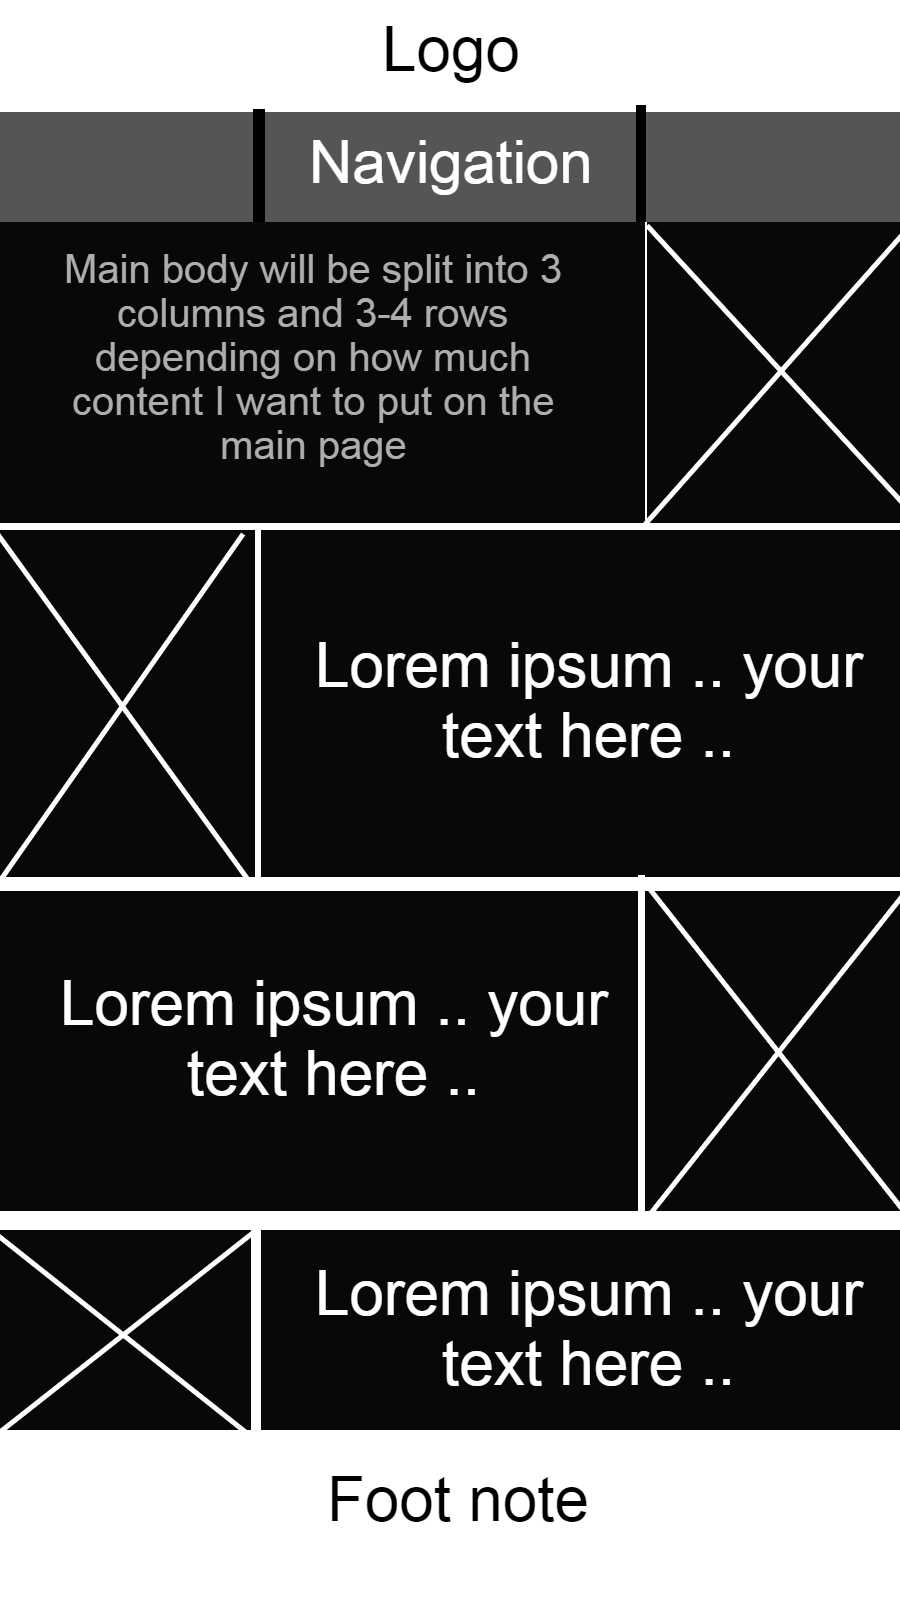 Logo
Navigation
Main body will be split into 3
columns and 3-4 rows
depending on how much
content I want to put on the
main page
Lorem ipsum .. your
text here ..
Lorem ipsum .. your
text here ..
Lorem ipsum .. your
text here ..
Foot note